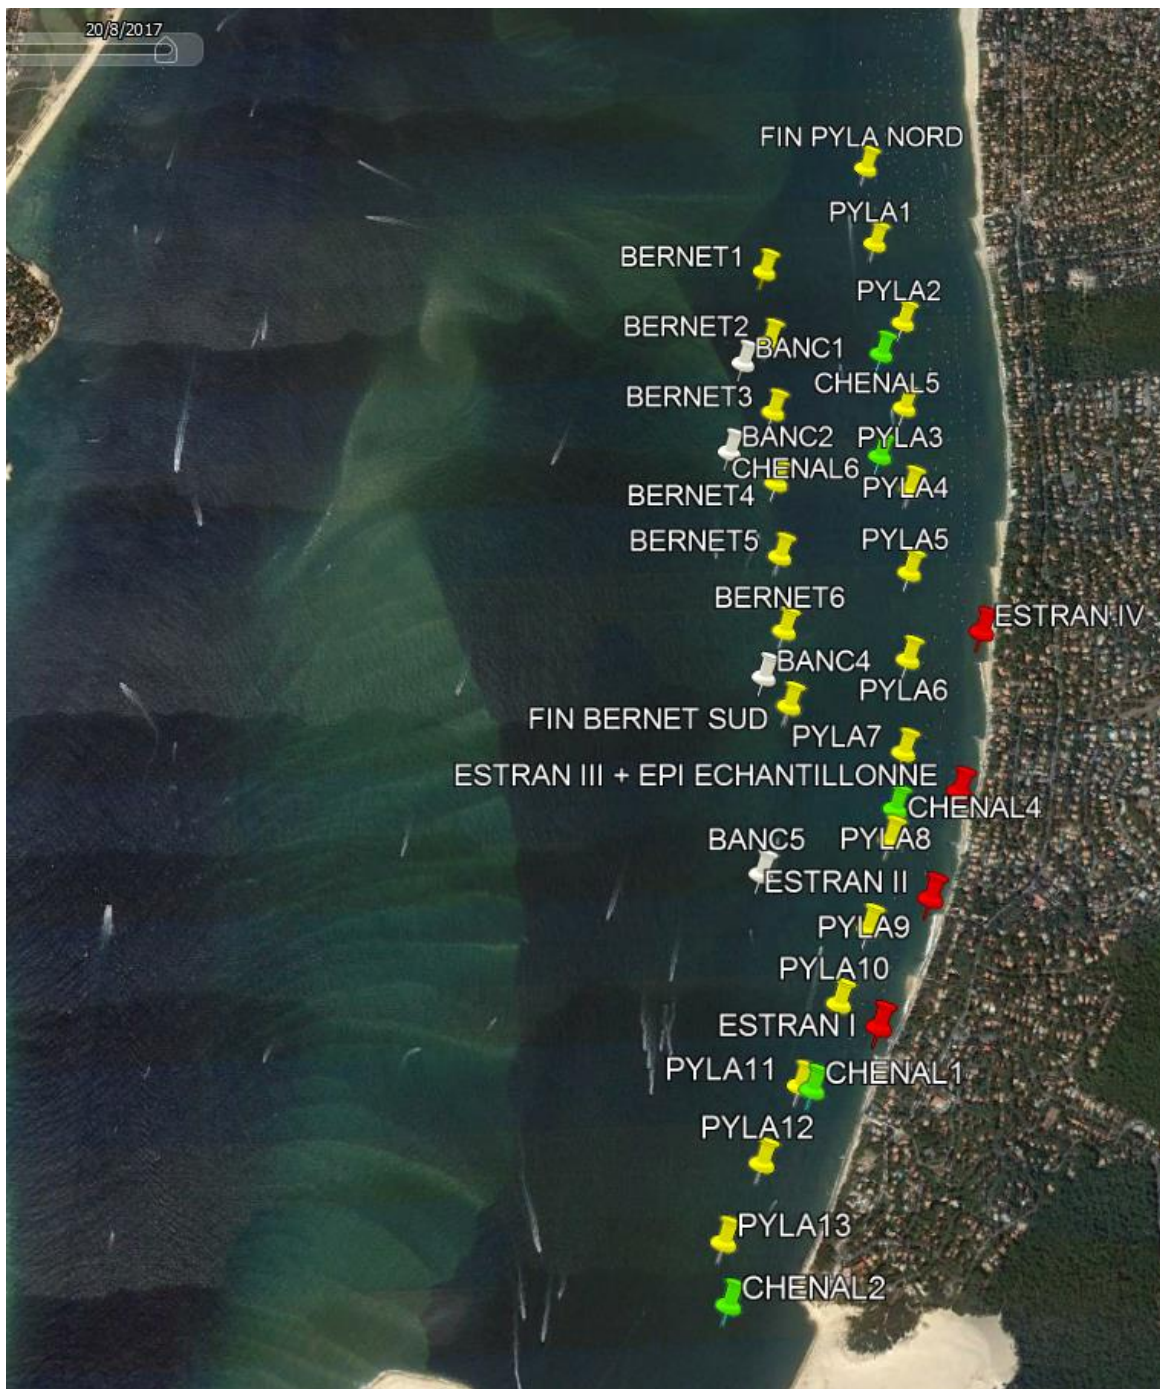 20/8/2017
FIN PYLA NORD
PYLA1
BERNET1
PYLA2
BERNET2
BANC1
CHENAL5
BERNET3
BANC2
PYLA3
CHENAL6
PYLA4
BERNET4
BERNET5
PYLA5
BERNET6
ESTRAN IV
BANC4
PYLA6
FIN BERNET SUD
PYLA7
ESTRAN III + EPI ECHANTILLONNE
CHENAL4
BANC5
PYLA8
ESTRAN II
PYLA9
PYLA10
ESTRAN I
PYLA11
CHENAL1
PYLA12
PYLA13
CHENAL2